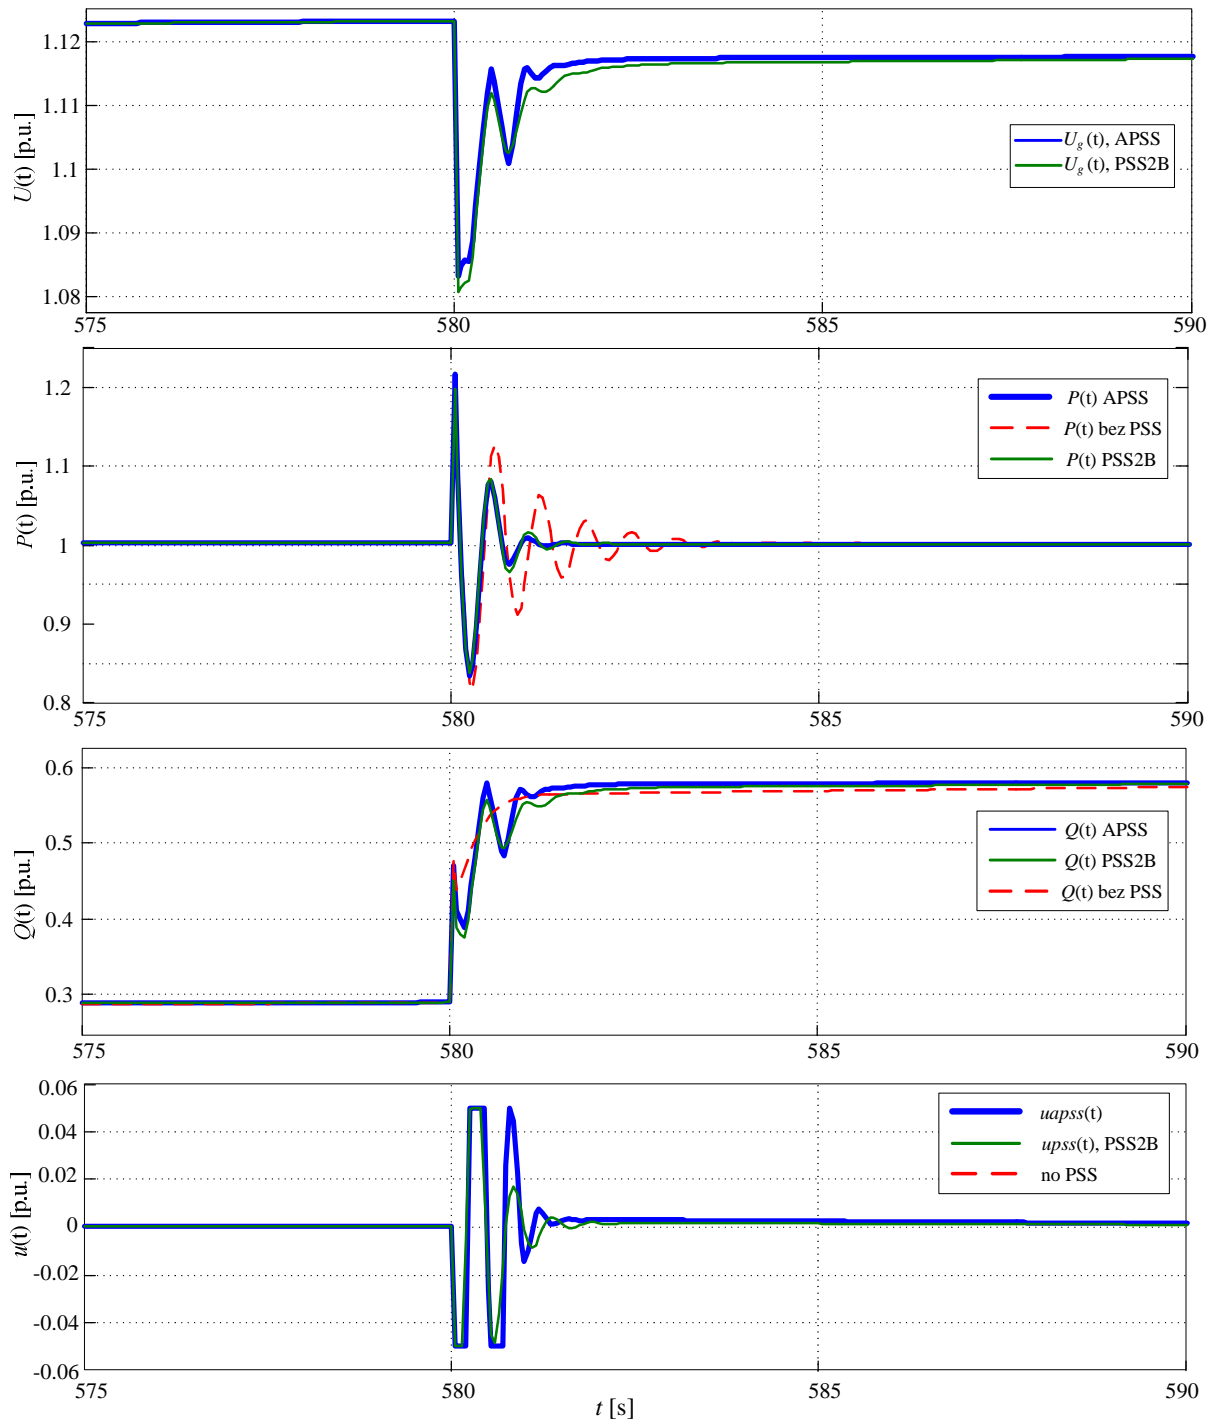 1.12
1.11
1.1
1.09
1.08
U(t) [p.u.]
U_g (t), APSS
U_g (t), PSS2B
575 580 585 590
1.2
1.1
1
0.9
0.8
P(t) [p.u.]
P(t) APSS
P(t) bez PSS
P(t) PSS2B
575 580 585 590
0.6
0.5
0.4
0.3
Q(t) [p.u.]
Q(t) APSS
Q(t) PSS2B
Q(t) bez PSS
575 580 585 590
0.06
0.04
0.02
0
-0.02
-0.04
-0.06
u(t) [p.u.]
uapss(t)
upss(t), PSS2B
no PSS
575 580 585 590
t [s]